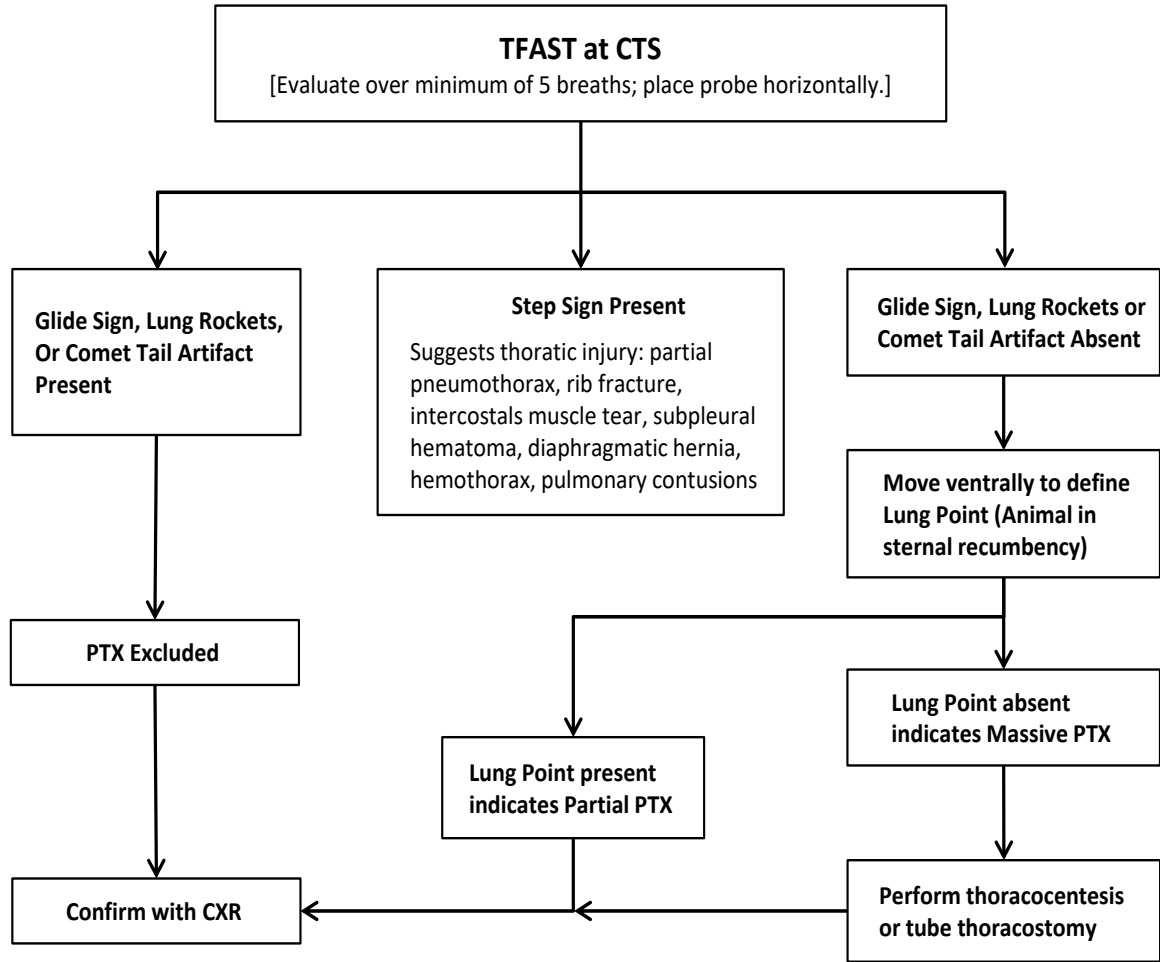 TFAST at CTS
[Evaluate over minimum of 5 breaths; place probe horizontally.]
Glide Sign, Lung Rockets,
Or Comet Tail Artifact
Present
Step Sign Present
Suggests thoratic injury: partial
pneumothorax, rib fracture,
intercostals muscle tear, subpleural
hematoma, diaphragmatic hernia,
hemothorax, pulmonary contusions
Glide Sign, Lung Rockets or
Comet Tail Artifact Absent
Move ventrally to define
Lung Point (Animal in
sternal recumbency)
PTX Excluded
Lung Point absent
indicates Massive PTX
Lung Point present
indicates Partial PTX
Confirm with CXR
Perform thoracocentesis
or tube thoracostomy